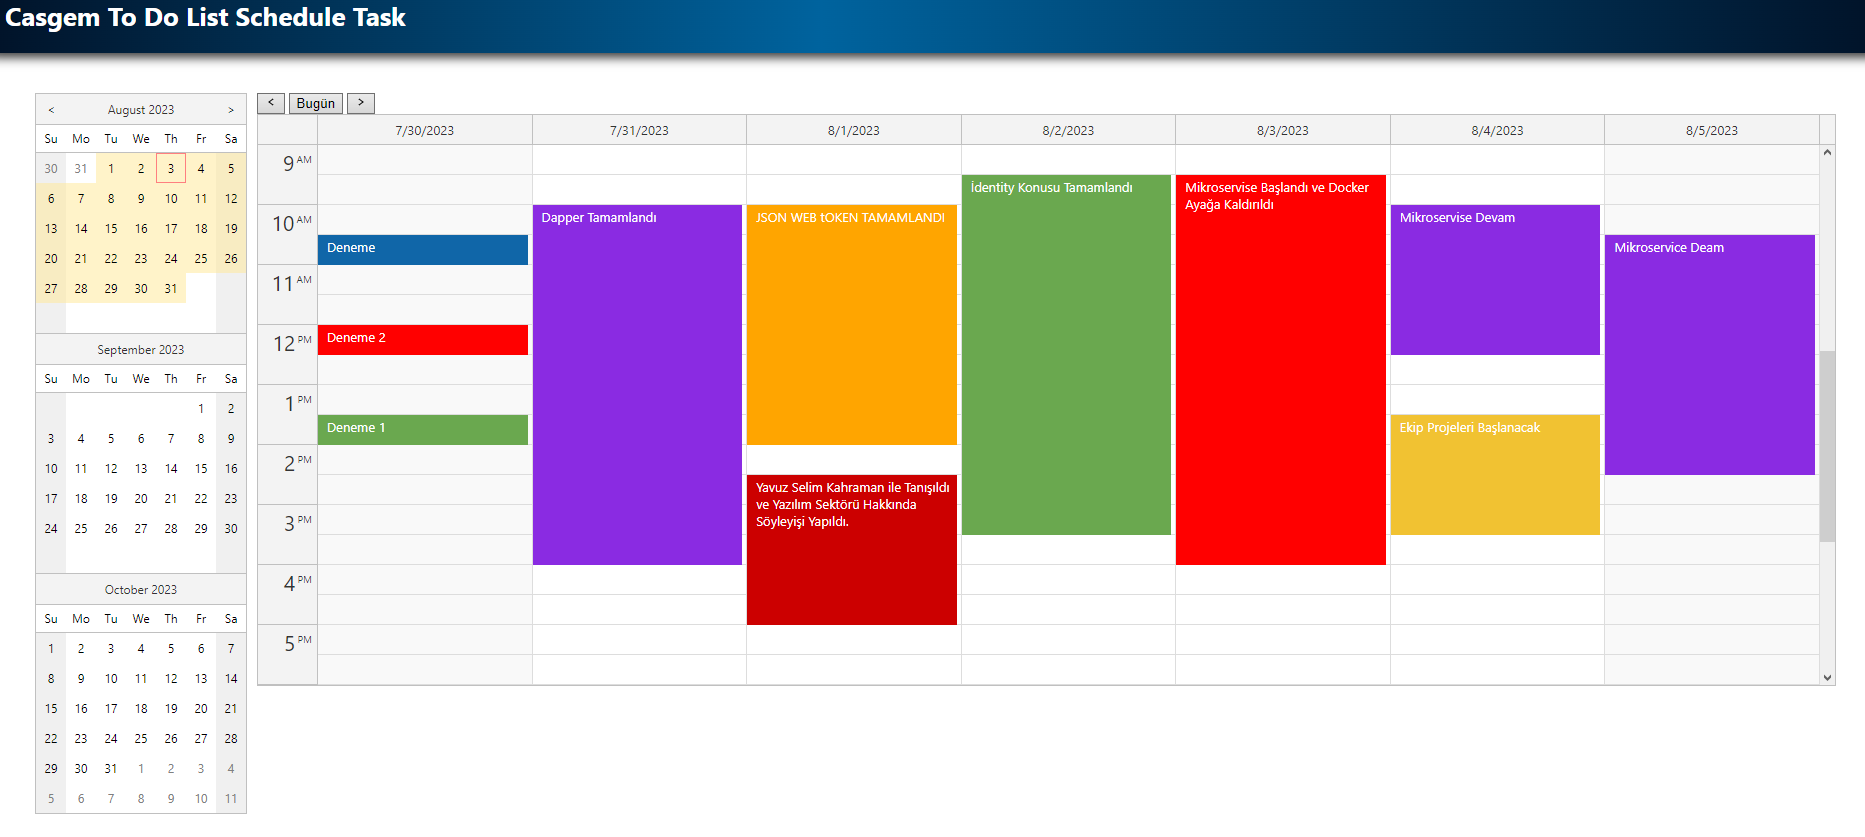 Casgem To Do List Schedule Task
< August 2023 >
Su Mo Tu We Th Fr Sa
30 31 1 2 3 4 5
6 7 8 9 10 11 12
13 14 15 16 17 18 19
20 21 22 23 24 25 26
27 28 29 30 31
September 2023
Su Mo Tu We Th Fr Sa
1 2
3 4 5 6 7 8 9
10 11 12 13 14 15 16
17 18 19 20 21 22 23
24 25 26 27 28 29 30
October 2023
Su Mo Tu We Th Fr Sa
1 2 3 4 5 6 7
8 9 10 11 12 13 14
15 16 17 18 19 20 21
22 23 24 25 26 27 28
29 30 31 1 2 3 4
5 6 7 8 9 10 11
< Bugün >
7/30/2023 7/31/2023 8/1/2023 8/2/2023 8/3/2023 8/4/2023 8/5/2023
9 AM
10 AM
11 AM
12 PM
1 PM
2 PM
3 PM
4 PM
5 PM
Deneme
Deneme 2
Deneme 1
Dapper Tamamlandı
JSON WEB tOKEN TAMAMLANDI
Yavuz Selim Kahraman ile Tanışıldı
ve Yazılım Sektörü Hakkında
Söyleyişi Yapıldı.
İdentity Konusu Tamamlandı
Mikroservise Başlandı ve Docker
Ayağa Kaldırıldı
Mikroservise Devam
Ekip Projeleri Başlanacak
Mikroservice Deam